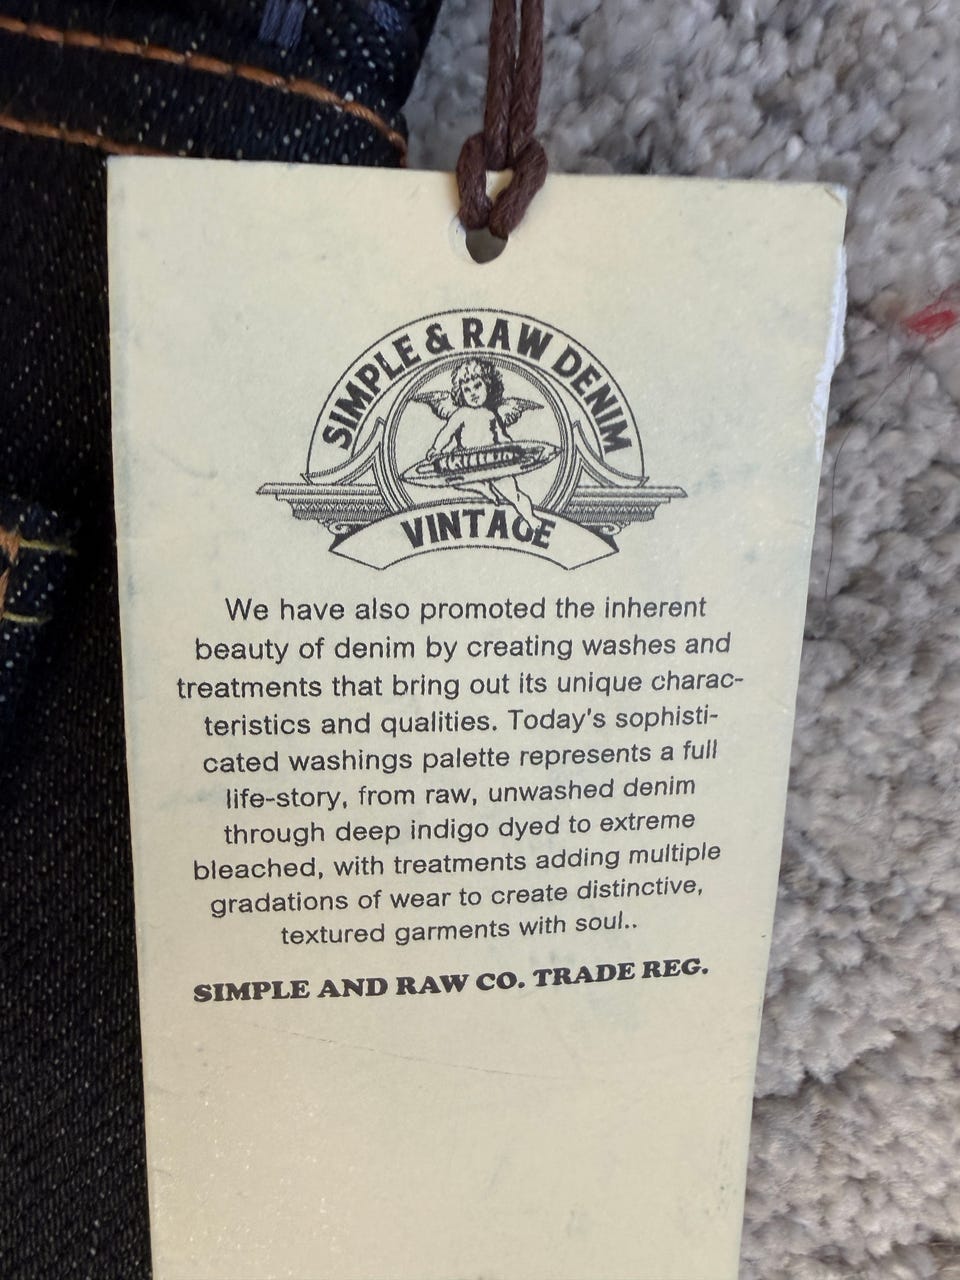 SIMPLE & RAW DENIM
VINTAGE
We have also promoted the inherent
beauty of denim by creating washes and
treatments that bring out its unique charac-
teristics and qualities. Today's sophisti-
cated washings palette represents a full
life-story, from raw, unwashed denim
through deep indigo dyed to extreme
bleached, with treatments adding multiple
gradations of wear to create distinctive,
textured garments with soul..
SIMPLE AND RAW CO. TRADE REG.